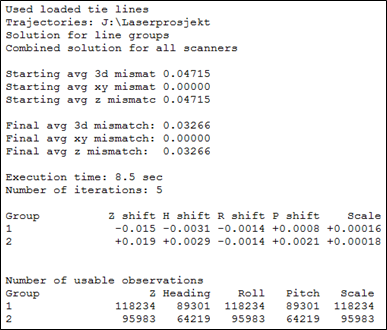 Used loaded tie lines
Trajectories: J:\Laserprosjekt
Solution for line groups
Combined solution for all scanners
Starting avg 3d mismat 0.04715
Starting avg xy mismat 0.00000
Starting avg z mismatc 0.04715
Final avg 3d mismatch: 0.03266
Final avg xy mismatch: 0.00000
Final avg z mismatch: 0.03266
Execution time: 8.5 sec
Number of iterations: 5
Group Z shift H shift R shift P shift Scale
1 -0.015 -0.0031 -0.0014 +0.0008 +0.00016
2 +0.019 +0.0029 -0.0014 +0.0021 +0.00018
Number of usable observations
Group Z Heading Roll Pitch Scale
1 118234 89301 118234 89301 118234
2 95983 64219 95983 64219 95983